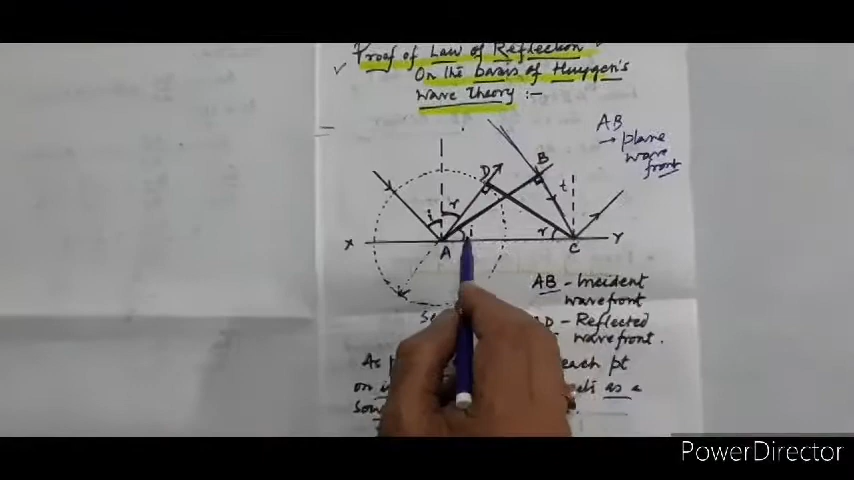 Proof of Law of Reflection
On the basis of Huygen's
wave Theory :-
AB
→ plane
wave
front
D
B
t
i
r
i
r
X
A
C
Y
AB - Incident
wavefront
D - Reflected
wavefront.
As
each pt
on
as a
PowerDirector